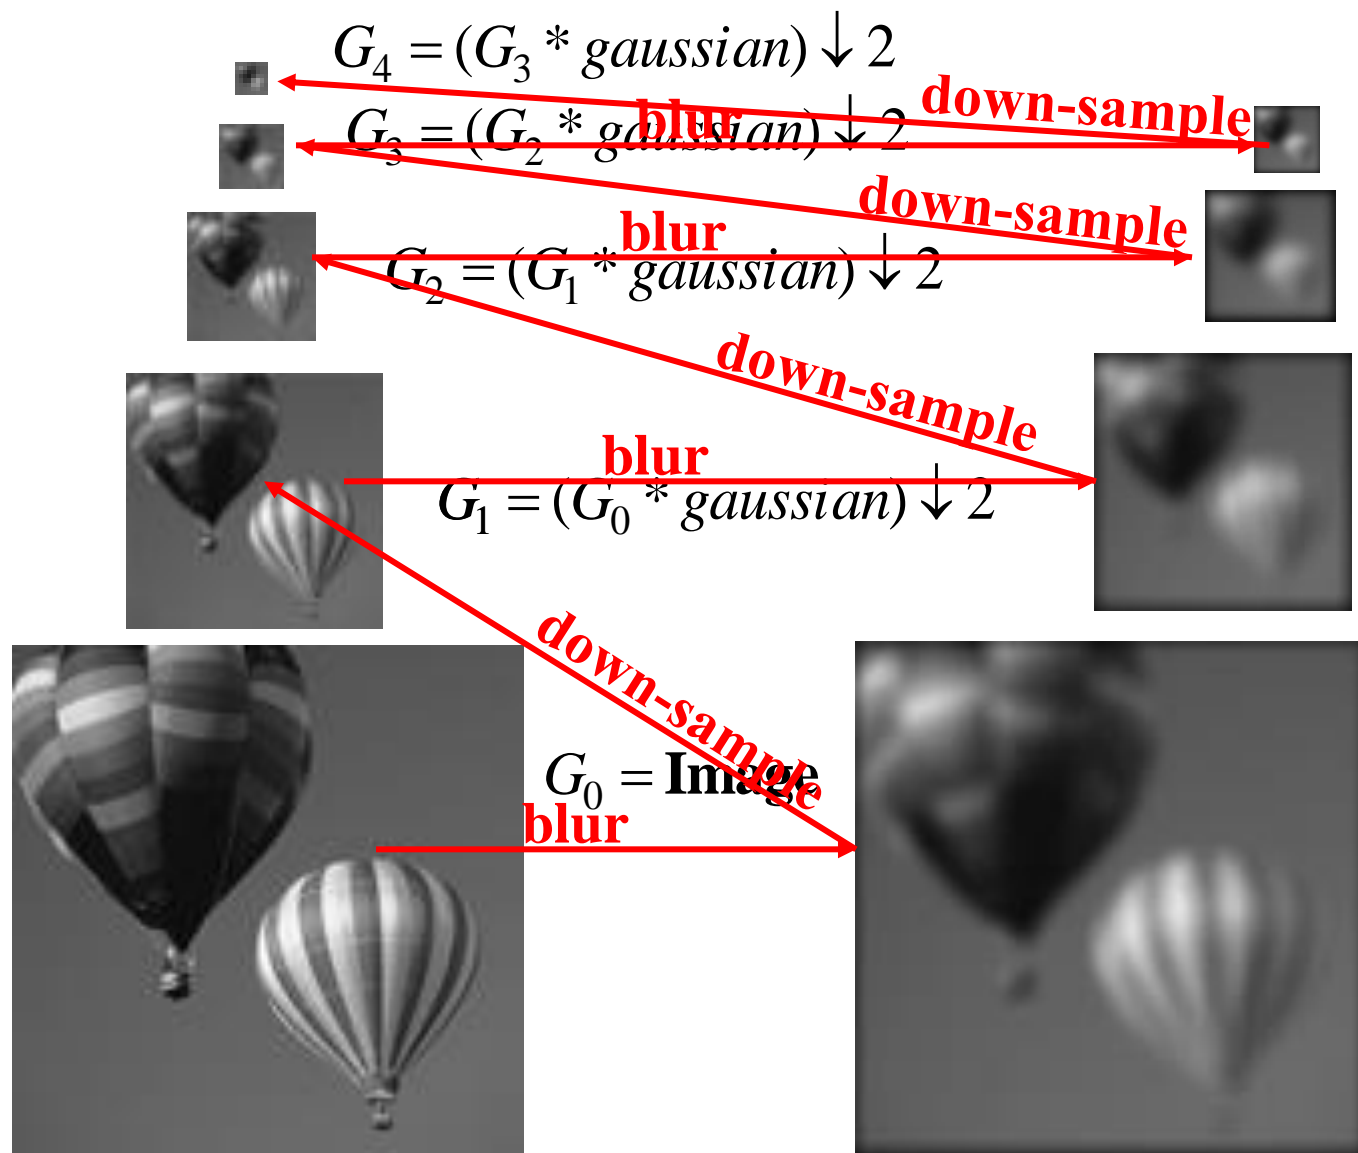 G₄ = (G₃ * gaussian) ↓ 2
down-sample
blur
G₃ = (G₂ * gaussian) ↓ 2
down-sample
blur
G₂ = (G₁ * gaussian) ↓ 2
down-sample
blur
G₁ = (G₀ * gaussian) ↓ 2
down-sample
G₀ = Image
blur